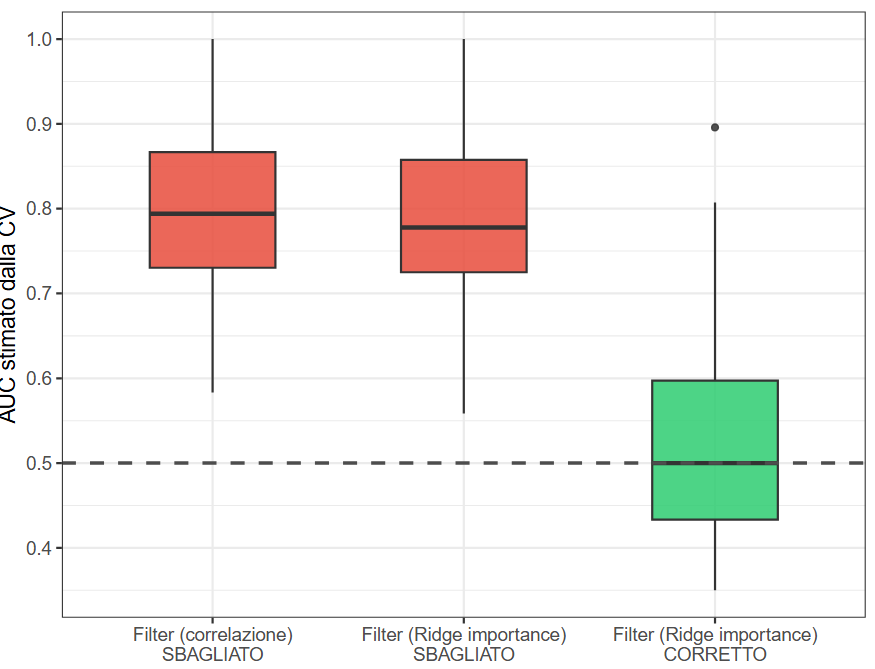 AUC stimato dalla CV
1.0
0.9
0.8
0.7
0.6
0.5
0.4
Filter (correlazione)
SBAGLIATO
Filter (Ridge importance)
SBAGLIATO
Filter (Ridge importance)
CORRETTO